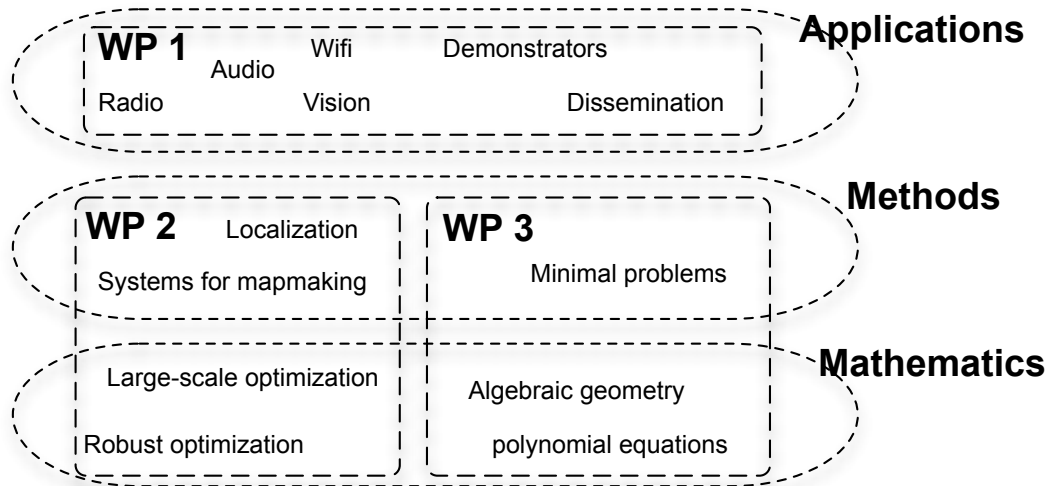 Applications
WP 1
Wifi
Demonstrators
Audio
Radio
Vision
Dissemination
Methods
WP 2
Localization
WP 3
Systems for mapmaking
Minimal problems
Mathematics
Large-scale optimization
Algebraic geometry
Robust optimization
polynomial equations